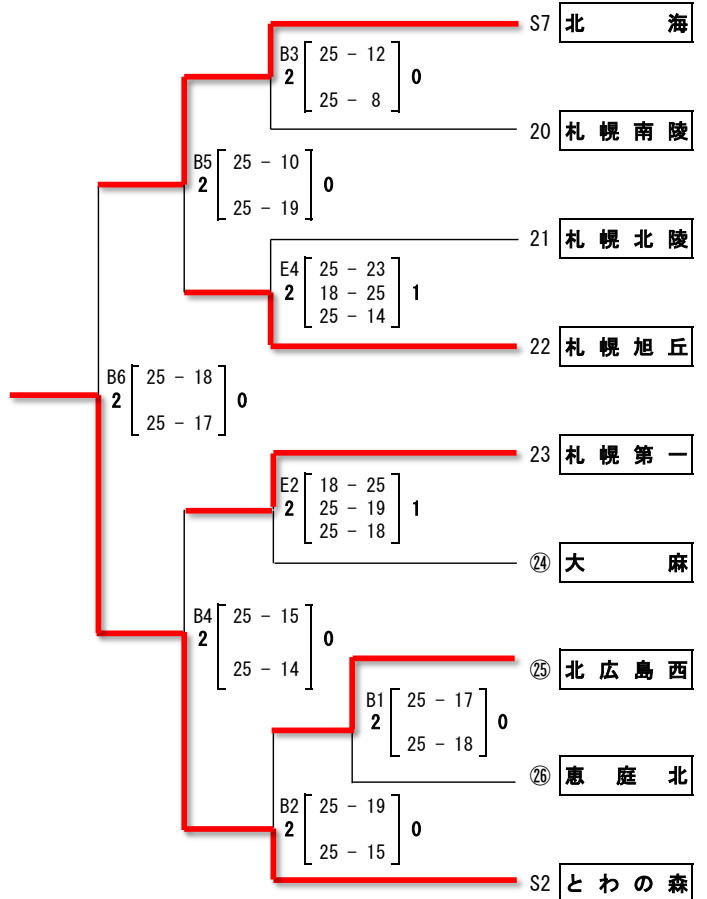 S7 北海
B3 25 - 12
2 0
25 - 8
20 札幌南陵
B5 25 - 10
2 0
25 - 19
21 札幌北陵
E4 25 - 23
2 18 - 25 1
25 - 14
22 札幌旭丘
B6 25 - 18
2 0
25 - 17
23 札幌第一
E2 18 - 25
2 25 - 19 1
25 - 18
㉔ 大麻
B4 25 - 15
2 0
25 - 14
㉕ 北広島西
B1 25 - 17
2 0
25 - 18
㉖ 恵庭北
B2 25 - 19
2 0
25 - 15
S2 とわの森